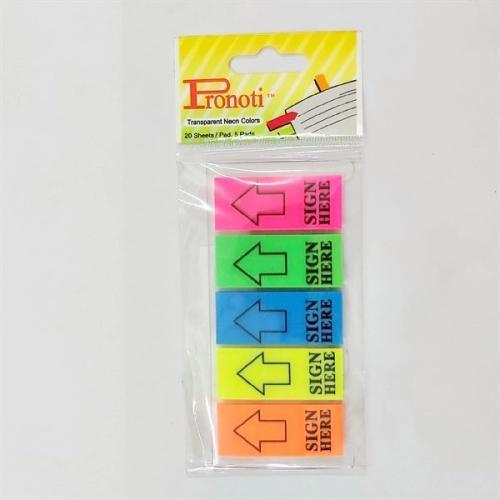 Pronoti™
Transparent Neon Colors
20 Sheets / Pad, 5 Pads
SIGN
HERE
SIGN
HERE
SIGN
HERE
SIGN
HERE
SIGN
HERE